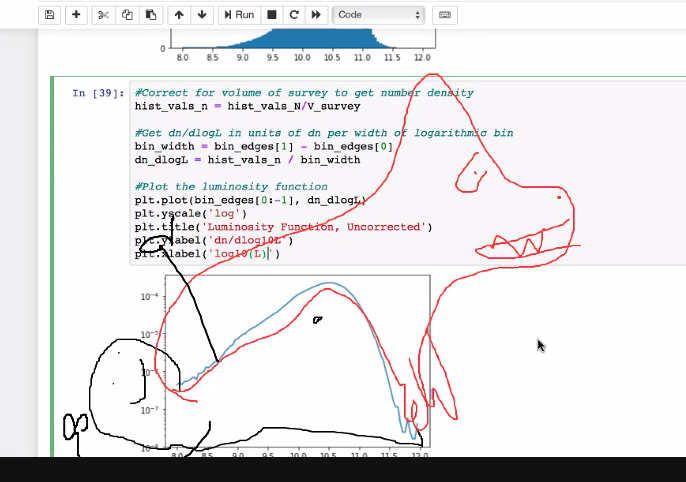 Run
Code
0
8.0 8.5 9.0 9.5 10.0 10.5 11.0 11.5 12.0
In [39]:
#Correct for volume of survey to get number density
hist_vals_n = hist_vals_N/V_survey
#Get dn/dlogL in units of dn per width of logarithmic bin
bin_width = bin_edges[1] - bin_edges[0]
dn_dlogL = hist_vals_n / bin_width
#Plot the luminosity function
plt.plot(bin_edges[0:-1], dn_dlogL)
plt.yscale('log')
plt.title('Luminosity Function, Uncorrected')
plt.ylabel('dn/dlog10L')
plt.xlabel('log10(L)')
10⁻⁴
10⁻⁵
10⁻⁷
8.0 8.5 9.0 9.5 10.0 10.5 11.0 11.5 12.0